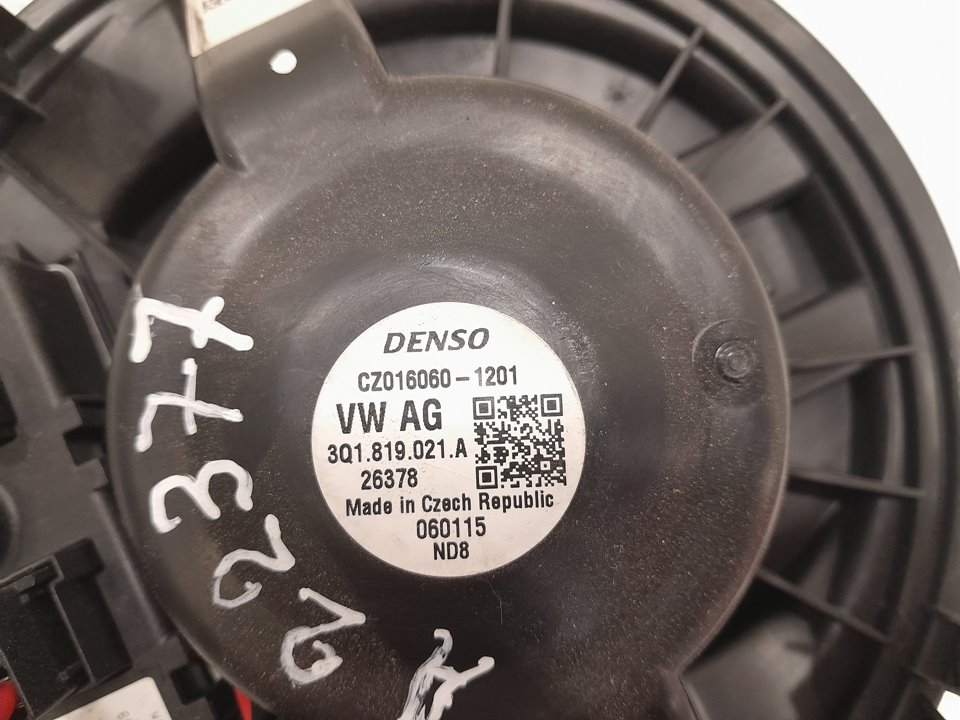 DENSO
CZ016060-1201
VW AG
3Q1.819.021.A
26378
Made in Czech Republic
060115
ND8